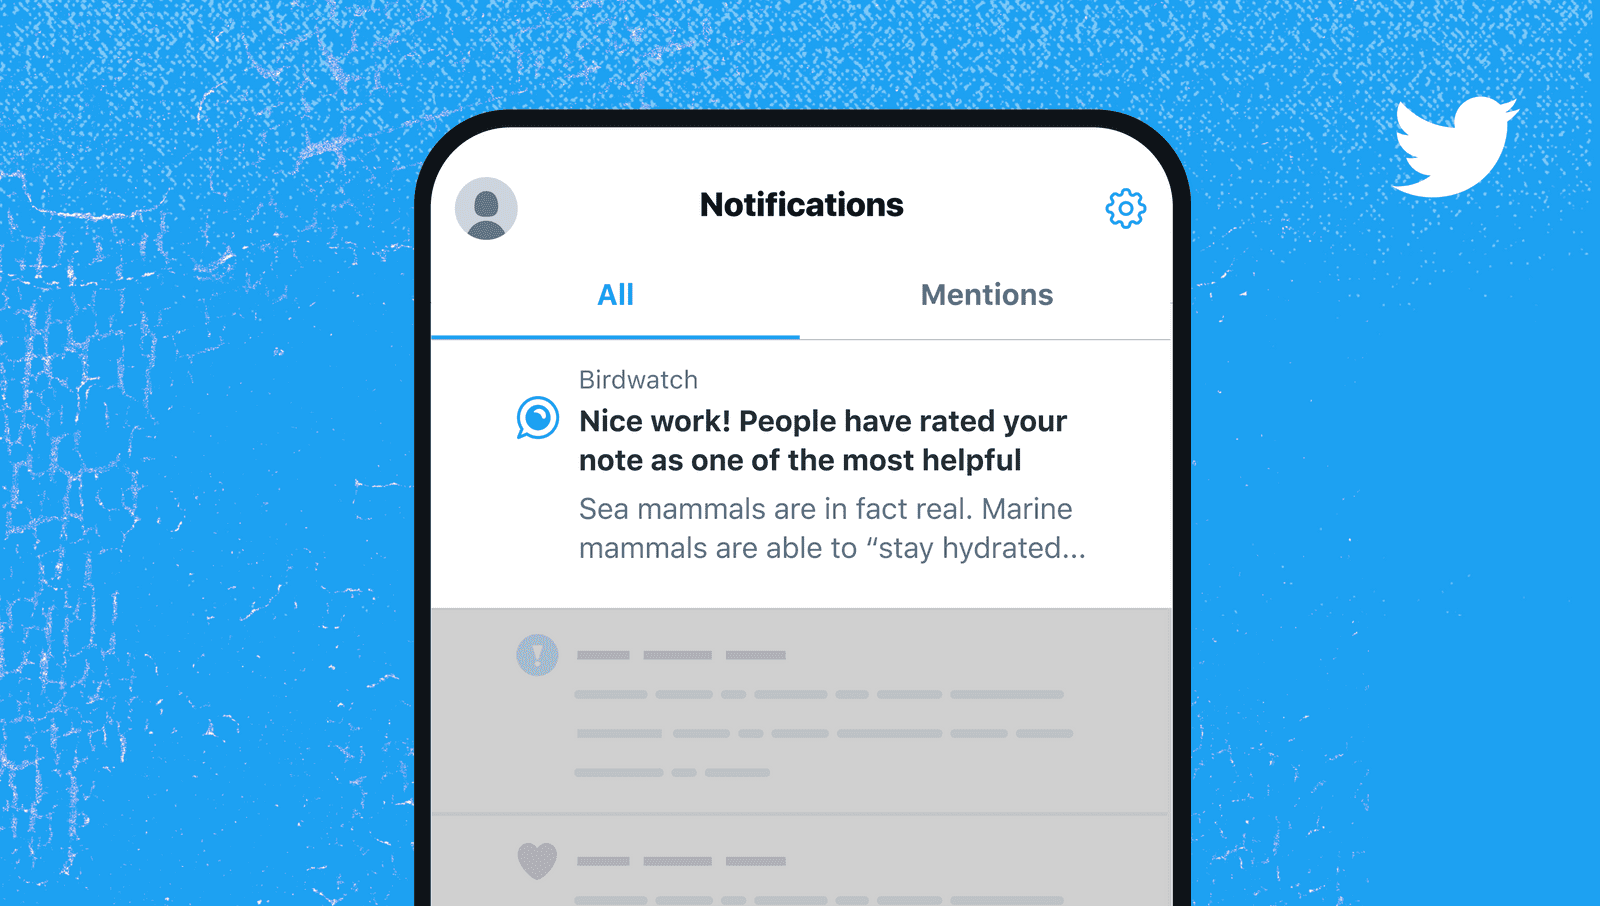 Notifications
All
Mentions
Birdwatch
Nice work! People have rated your
note as one of the most helpful
Sea mammals are in fact real. Marine
mammals are able to “stay hydrated...